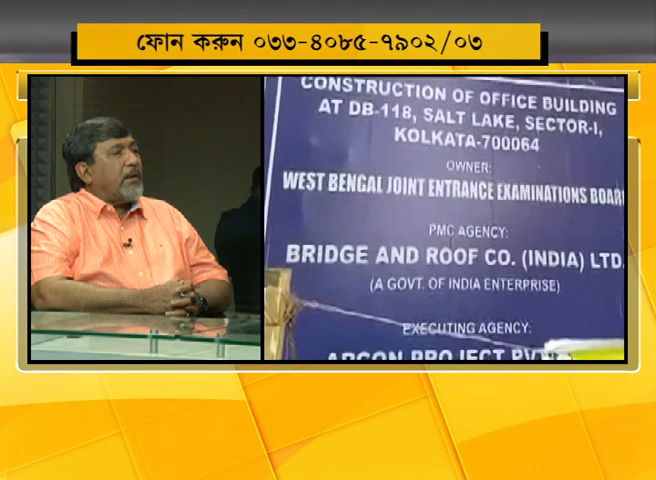 ফোন করুন ০৩৩-৪০৮৫-৭৯০২/০৩
CONSTRUCTION OF OFFICE BUILDING
AT DB-118, SALT LAKE, SECTOR-I,
KOLKATA-700064
OWNER:
WEST BENGAL JOINT ENTRANCE EXAMINATIONS BOARD
PMC AGENCY:
BRIDGE AND ROOF CO. (INDIA) LTD.
(A GOVT. OF INDIA ENTERPRISE)
EXECUTING AGENCY:
ARGON PROJECT